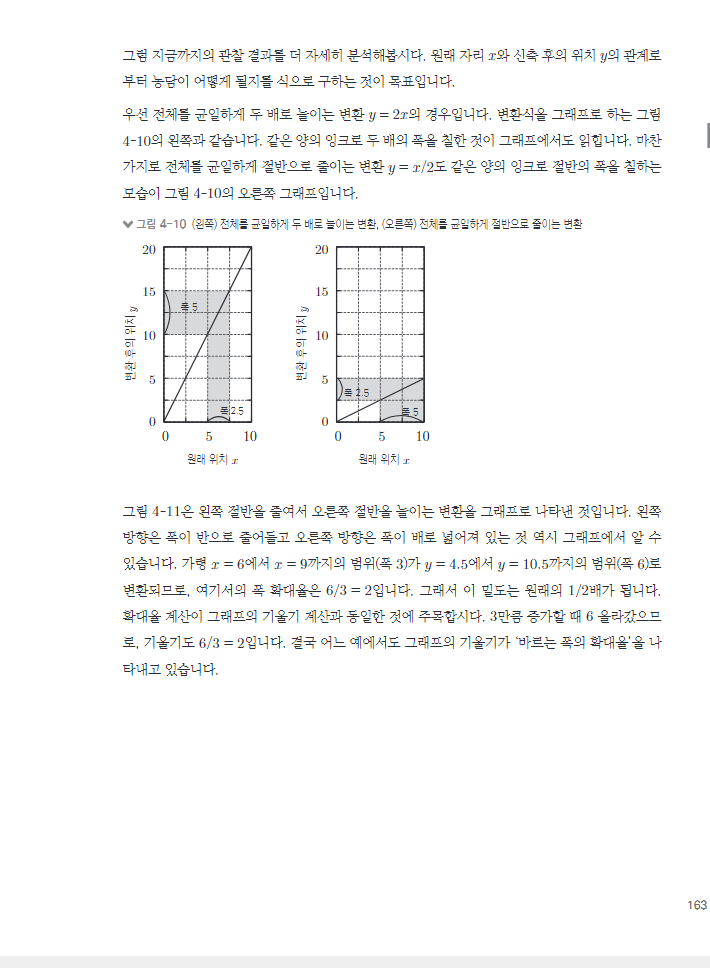 그럼 지금까지의 관찰 결과를 더 자세히 분석해봅시다. 원래 자리 x와 신축 후의 위치 y의 관계로
부터 농담이 어떻게 될지를 식으로 구하는 것이 목표입니다.
우선 전체를 균일하게 두 배로 늘이는 변환 y = 2x의 경우입니다. 변환식을 그래프로 하는 그림
4-10의 왼쪽과 같습니다. 같은 양의 잉크로 두 배의 폭을 칠한 것이 그래프에서도 읽힙니다. 마찬
가지로 전체를 균일하게 절반으로 줄이는 변환 y = x/2도 같은 양의 잉크로 절반의 폭을 칠하는
모습이 그림 4-10의 오른쪽 그래프입니다.
그림 4-10 (왼쪽) 전체를 균일하게 두 배로 늘이는 변환, (오른쪽) 전체를 균일하게 절반으로 줄이는 변환
20
15
10
5
0
변환 후의 위치 y
폭 5
폭 2.5
0 5 10
원래 위치 x
20
15
10
5
0
변환 후의 위치 y
폭 2.5
폭 5
0 5 10
원래 위치 x
그림 4-11은 왼쪽 절반을 줄여서 오른쪽 절반을 늘이는 변환을 그래프로 나타낸 것입니다. 왼쪽
방향은 폭이 반으로 줄어들고 오른쪽 방향은 폭이 배로 넓어져 있는 것 역시 그래프에서 알 수
있습니다. 가령 x = 6에서 x = 9까지의 범위(폭 3)가 y = 4.5에서 y = 10.5까지의 범위(폭 6)로
변환되므로, 여기서의 폭 확대율은 6/3 = 2입니다. 그래서 이 밀도는 원래의 1/2배가 됩니다.
확대율 계산이 그래프의 기울기 계산과 동일한 것에 주목합시다. 3만큼 증가할 때 6 올라갔으므
로, 기울기도 6/3 = 2입니다. 결국 어느 예에서도 그래프의 기울기가 ‘바르는 폭의 확대율’을 나
타내고 있습니다.
163